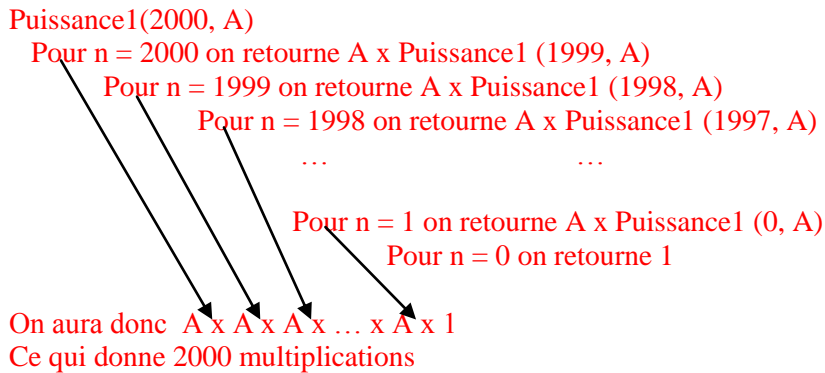 Puissance1(2000, A)
Pour n = 2000 on retourne A x Puissance1 (1999, A)
Pour n = 1999 on retourne A x Puissance1 (1998, A)
Pour n = 1998 on retourne A x Puissance1 (1997, A)
… …
Pour n = 1 on retourne A x Puissance1 (0, A)
Pour n = 0 on retourne 1
On aura donc A x A x A x … x A x 1
Ce qui donne 2000 multiplications